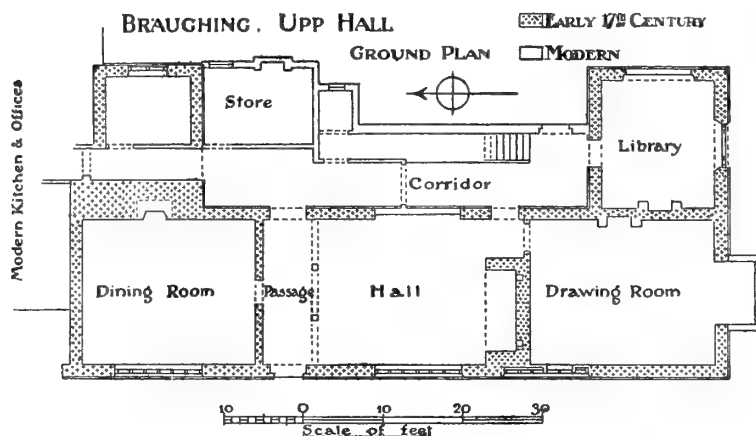 BRAUGHING. UPP HALL
GROUND PLAN
EARLY 17TH CENTURY
MODERN
Modern Kitchen & Offices
Store
Library
Corridor
Dining Room
Passage
Hall
Drawing Room
10 0 10 20 30
Scale of feet